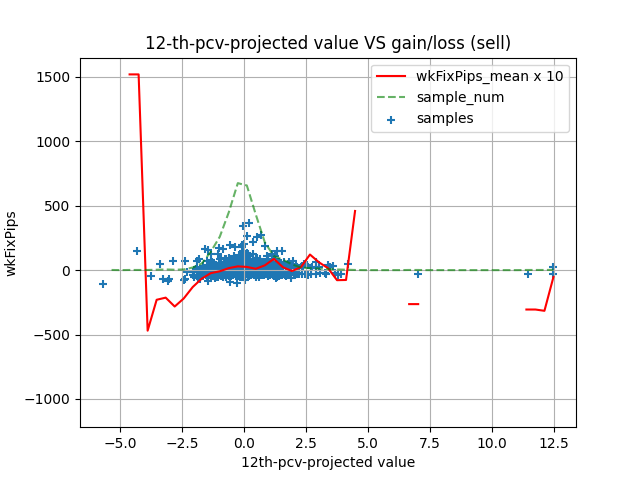 12-th-pcv-projected value VS gain/loss (sell)
wkFixPips_mean x 10
sample_num
samples
wkFixPips
1500
1000
500
0
−500
−1000
−5.0 −2.5 0.0 2.5 5.0 7.5 10.0 12.5
12th-pcv-projected value